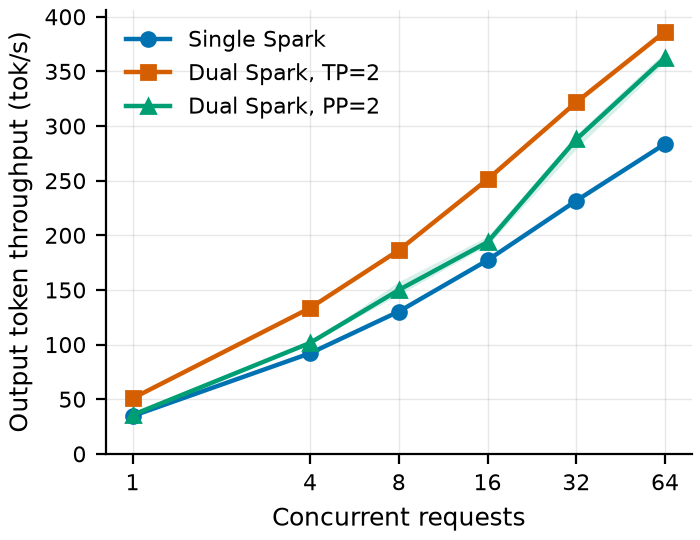 Output token throughput (tok/s)
400
350
300
250
200
150
100
50
0
Single Spark
Dual Spark, TP=2
Dual Spark, PP=2
1 4 8 16 32 64
Concurrent requests